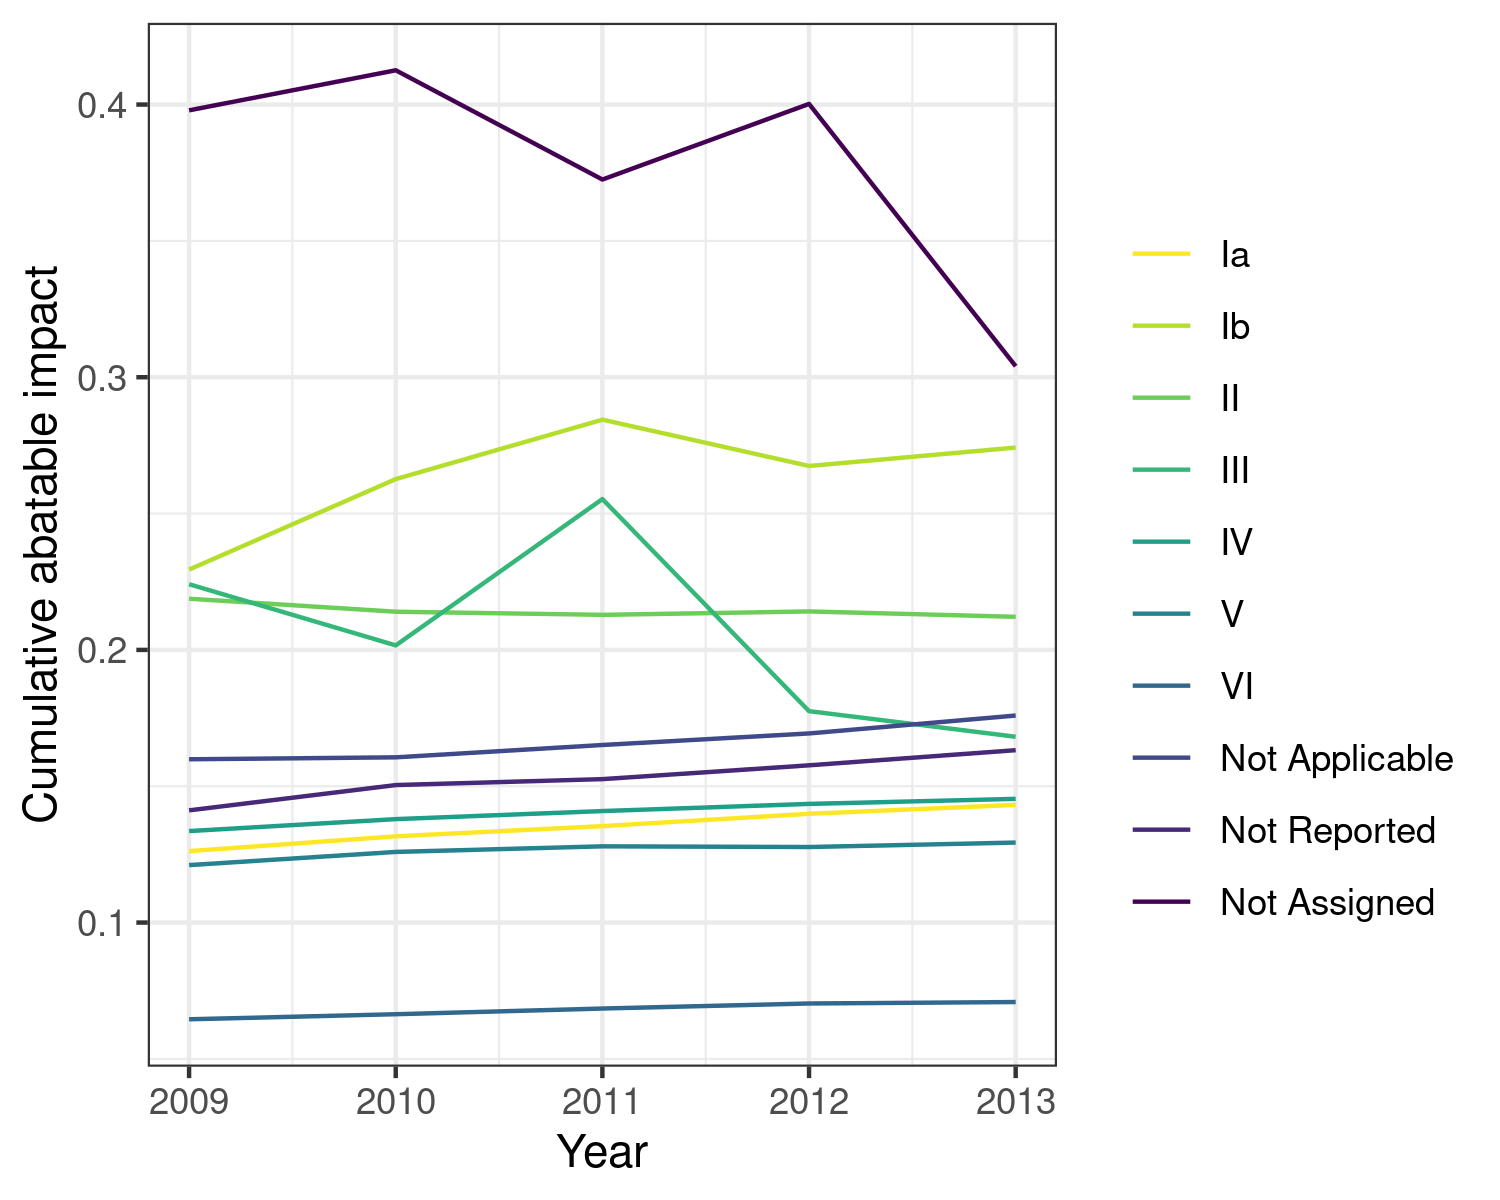 Cumulative abatable impact
0.4
0.3
0.2
0.1
2009 2010 2011 2012 2013
Year
Ia
Ib
II
III
IV
V
VI
Not Applicable
Not Reported
Not Assigned